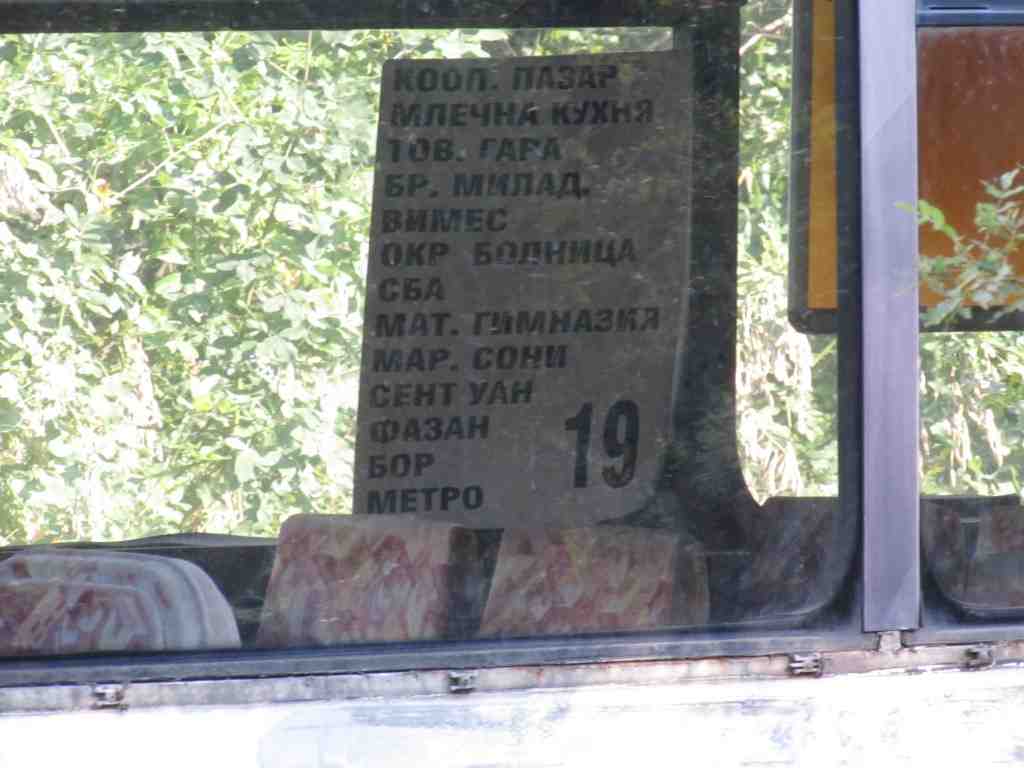 КООП. ПАЗАР
МЛЕЧНА КУХНЯ
ТОВ. ГАРА
БР. МИЛАД.
ВИМЕС
ОКР БОЛНИЦА
СБА
МАТ. ГИМНАЗИЯ
МАР. СОНИ
СЕНТ УАН
ФАЗАН
БОР
МЕТРО
19